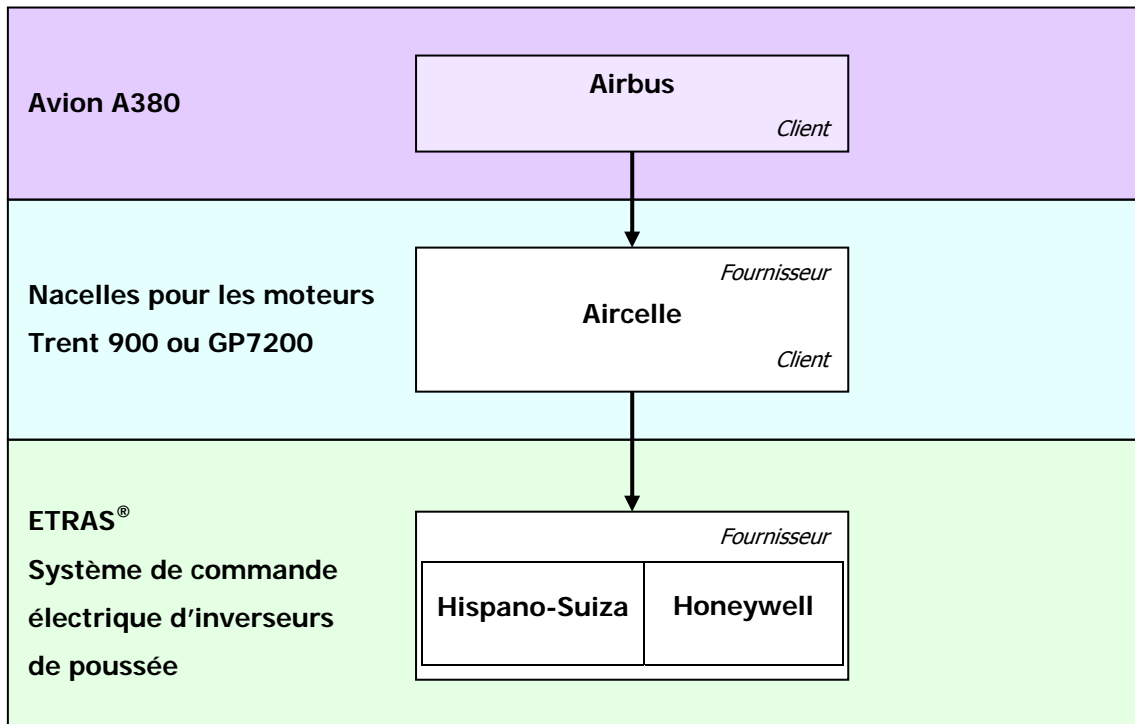 Avion A380
Airbus
Client
Nacelles pour les moteurs
Trent 900 ou GP7200
Fournisseur
Aircelle
Client
ETRAS®
Système de commande
électrique d’inverseurs
de poussée
Fournisseur
Hispano-Suiza
Honeywell